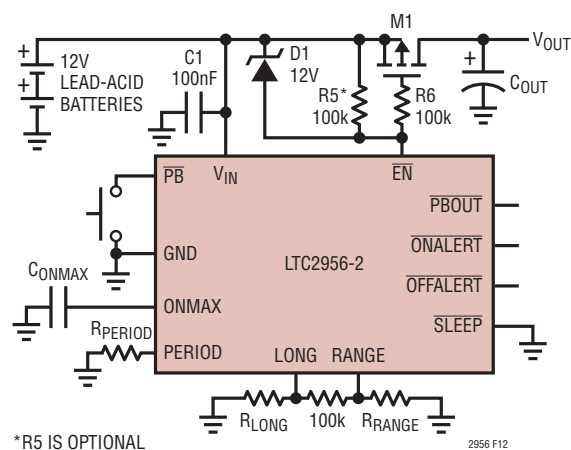 M1
12V
LEAD-ACID
BATTERIES
C1
100nF
D1
12V
R5*
100k
R6
100k
VOUT
COUT
PB
VIN
EN
PBOUT
ONALERT
OFFALERT
SLEEP
GND
LTC2956-2
CONMAX
ONMAX
RPERIOD
PERIOD
LONG RANGE
RLONG
100k
RRANGE
*R5 IS OPTIONAL
2956 F12